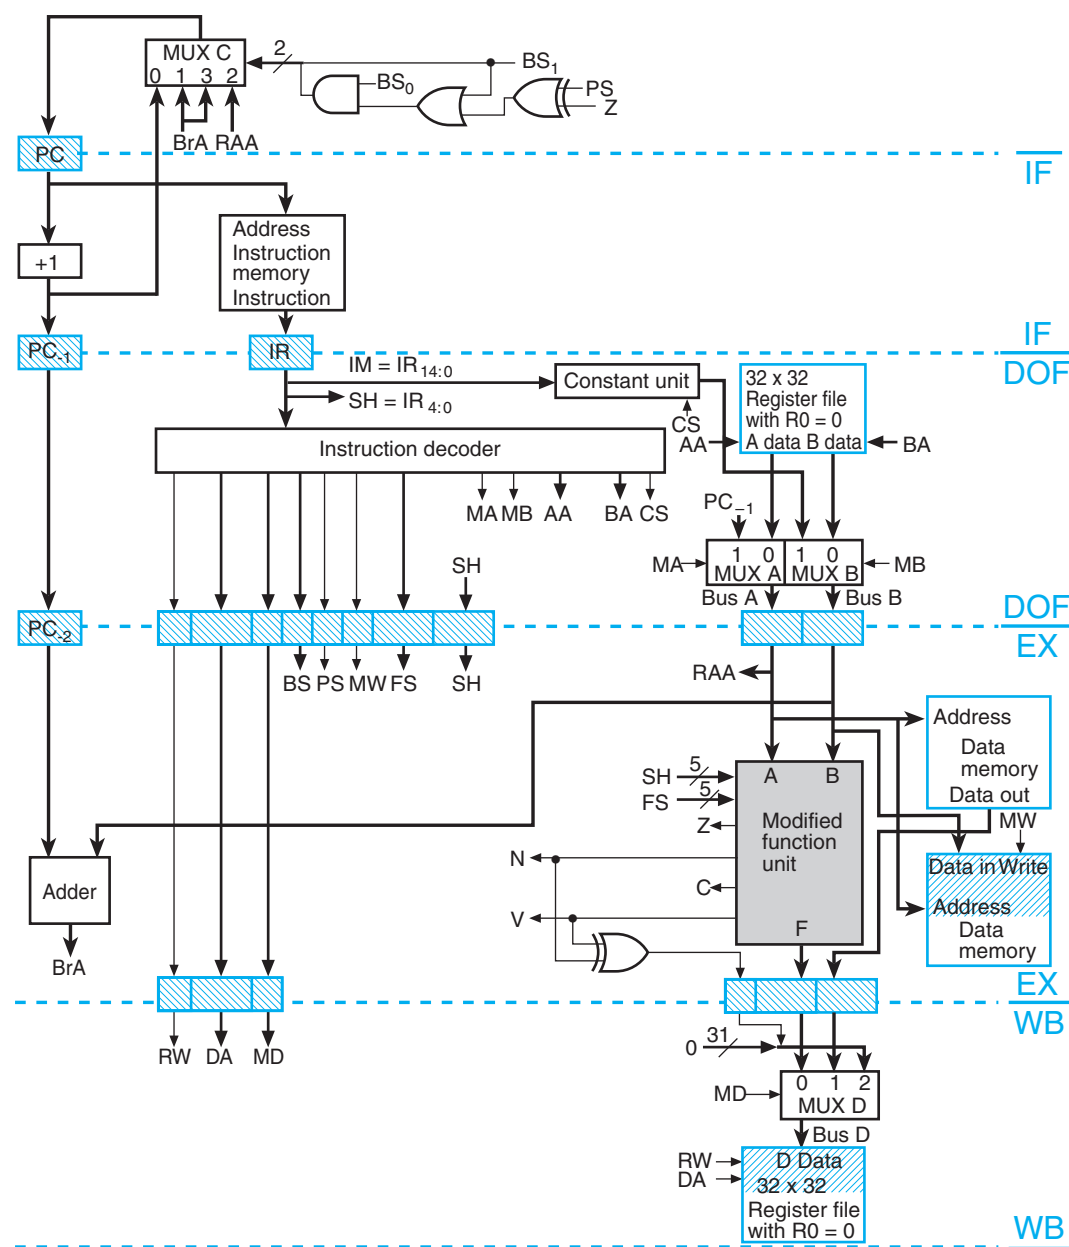 MUX C
0 1 3 2
2
BS1
BS0
PS
Z
BrA RAA
PC
IF
Address
Instruction
memory
Instruction
+1
PC-1
IR
IF
DOF
IM = IR14:0
SH = IR4:0
Constant unit
CS
32 x 32
Register file
with R0 = 0
A data B data
AA
BA
Instruction decoder
MA MB AA BA CS
PC−1
SH
1 0 1 0
MUX A MUX B
MA
MB
Bus A
Bus B
PC-2
DOF
EX
BS PS MW FS SH
RAA
Address
Data
memory
Data out
MW
SH 5
FS 5
A B
Modified
function
unit
F
Z
N
C
V
Data in Write
Address
Data
memory
Adder
BrA
EX
WB
RW DA MD
0 31
0 1 2
MUX D
MD
Bus D
RW
DA
D Data
32 x 32
Register file
with R0 = 0
WB